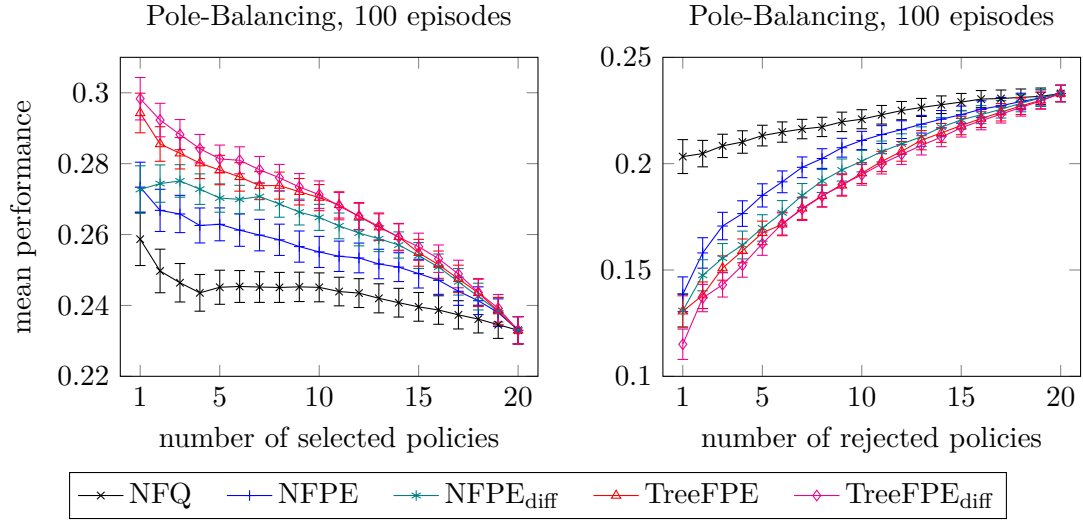 Pole-Balancing, 100 episodes
mean performance
0.3
0.28
0.26
0.24
0.22
1 5 10 15 20
number of selected policies
Pole-Balancing, 100 episodes
0.25
0.2
0.15
0.1
1 5 10 15 20
number of rejected policies
NFQ NFPE NFPE_diff TreeFPE TreeFPE_diff